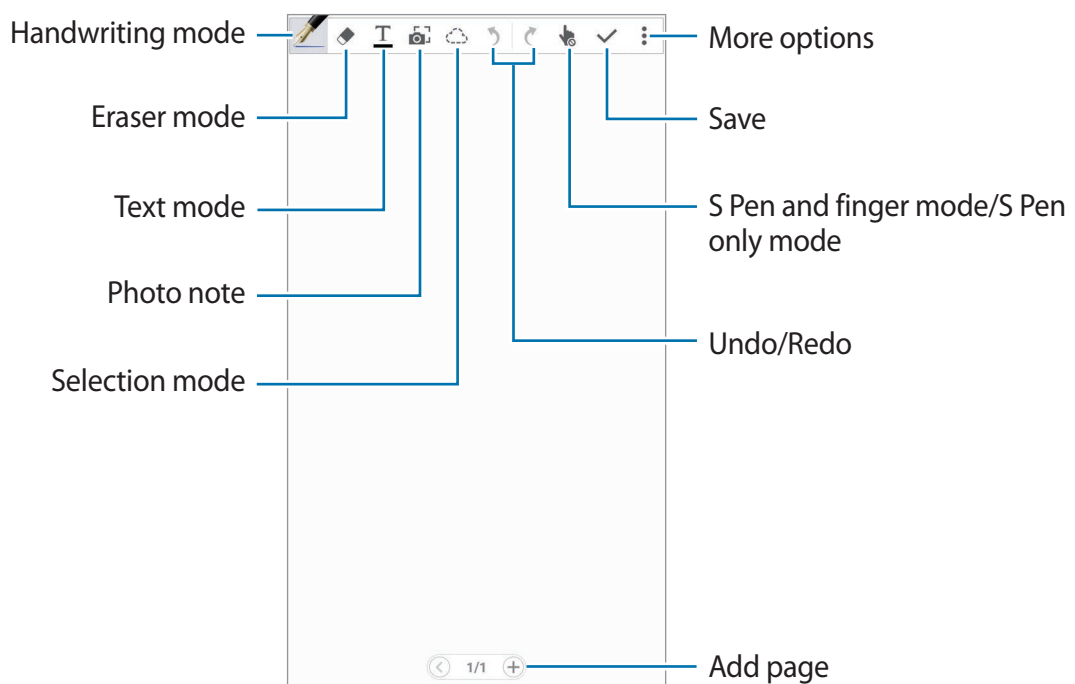 Handwriting mode
T
More options
Eraser mode
Save
Text mode
S Pen and finger mode/S Pen
only mode
Photo note
Undo/Redo
Selection mode
1/1
Add page